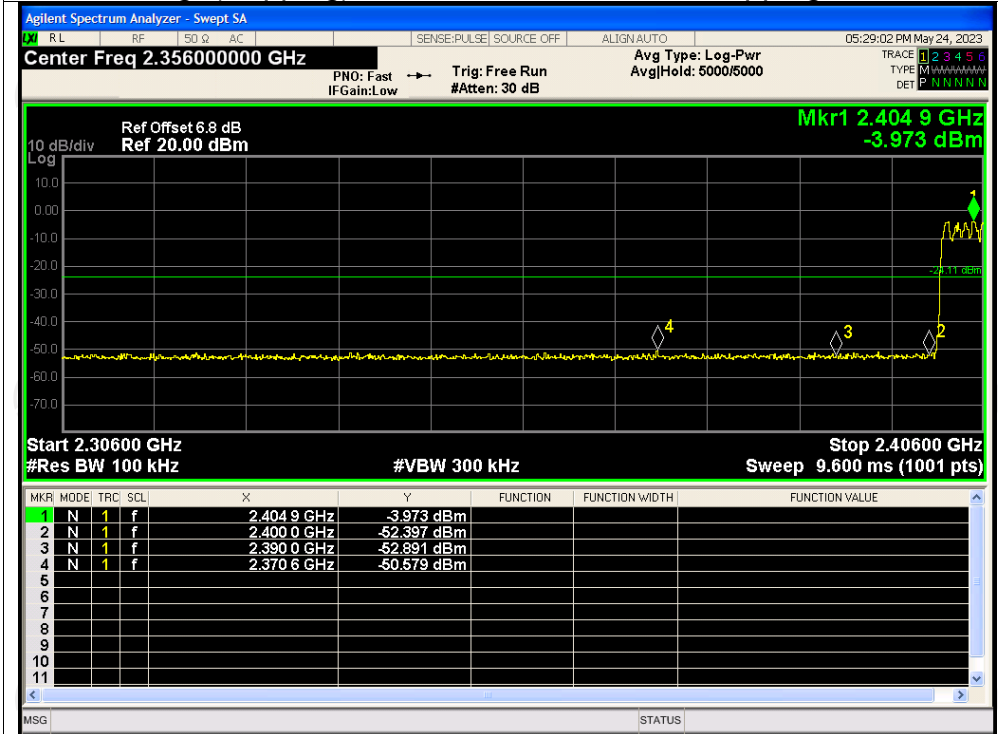 Agilent Spectrum Analyzer - Swept SA
LXI RL RF 50 Ω AC SENSE:PULSE SOURCE OFF ALIGNAUTO 05:29:02 PM May 24, 2023
Center Freq 2.356000000 GHz Avg Type: Log-Pwr TRACE 1 2 3 4 5 6
PNO: Fast Trig: Free Run Avg|Hold: 5000/5000 TYPE M
IFGain:Low #Atten: 30 dB DET P N N N N N
Mkr1 2.404 9 GHz
Ref Offset 6.8 dB -3.973 dBm
10 dB/div Ref 20.00 dBm
Log
10.0
1
0.00
-10.0
-20.0
-24.11 dBm
-30.0
-40.0
4 3 2
-50.0
-60.0
-70.0
Start 2.30600 GHz Stop 2.40600 GHz
#Res BW 100 kHz #VBW 300 kHz Sweep 9.600 ms (1001 pts)
MKR MODE TRC SCL X Y FUNCTION FUNCTION WIDTH FUNCTION VALUE
1 N 1 f 2.404 9 GHz -3.973 dBm
2 N 1 f 2.400 0 GHz -52.397 dBm
3 N 1 f 2.390 0 GHz -52.891 dBm
4 N 1 f 2.370 6 GHz -50.579 dBm
5
6
7
8
9
10
11
MSG STATUS